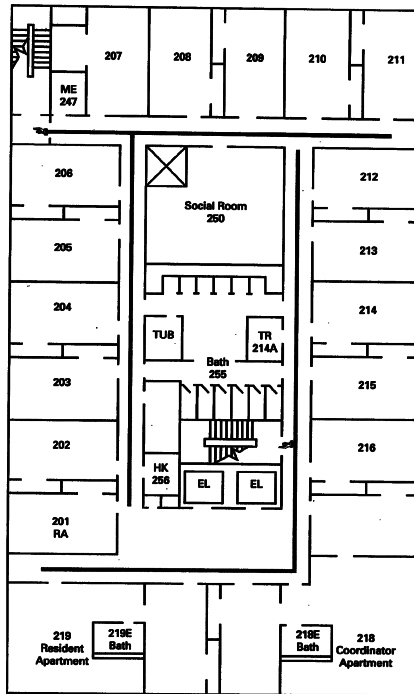 207
208
209
210
211
ME
247
206
Social Room
250
212
205
213
204
214
TUB
TR
214A
Bath
255
203
215
202
216
HK
256
EL
EL
201
RA
219
Resident
Apartment
219E
Bath
218E
Bath
218
Coordinator
Apartment